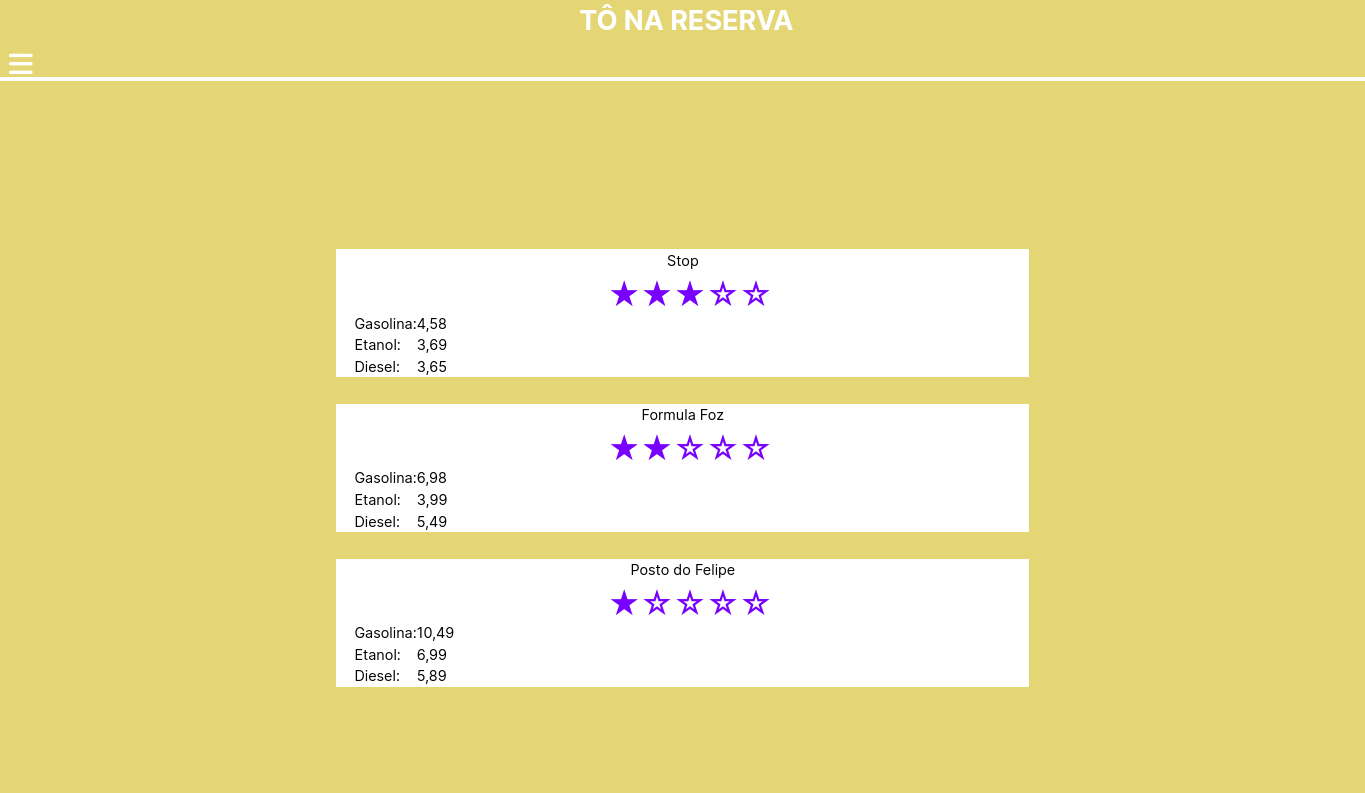 TÔ NA RESERVA
Stop
★★★☆☆
Gasolina:4,58
Etanol: 3,69
Diesel: 3,65
Formula Foz
★★☆☆☆
Gasolina:6,98
Etanol: 3,99
Diesel: 5,49
Posto do Felipe
★☆☆☆☆
Gasolina:10,49
Etanol: 6,99
Diesel: 5,89